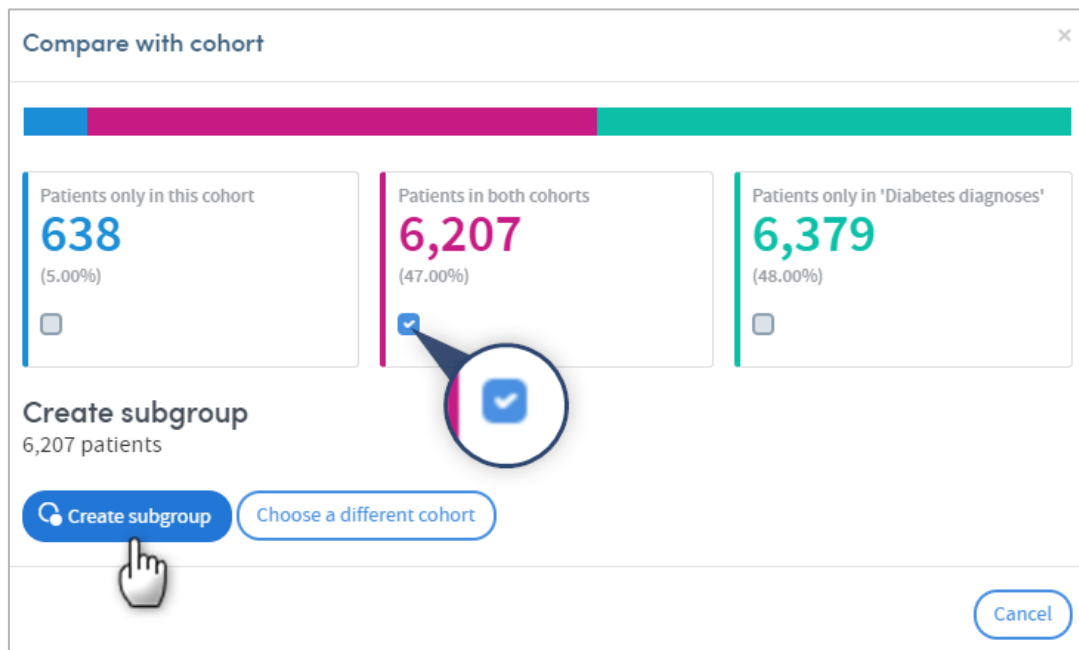 Compare with cohort
×
Patients only in this cohort
638
(5.00%)
Patients in both cohorts
6,207
(47.00%)
Patients only in 'Diabetes diagnoses'
6,379
(48.00%)
Create subgroup
6,207 patients
Create subgroup
Choose a different cohort
Cancel